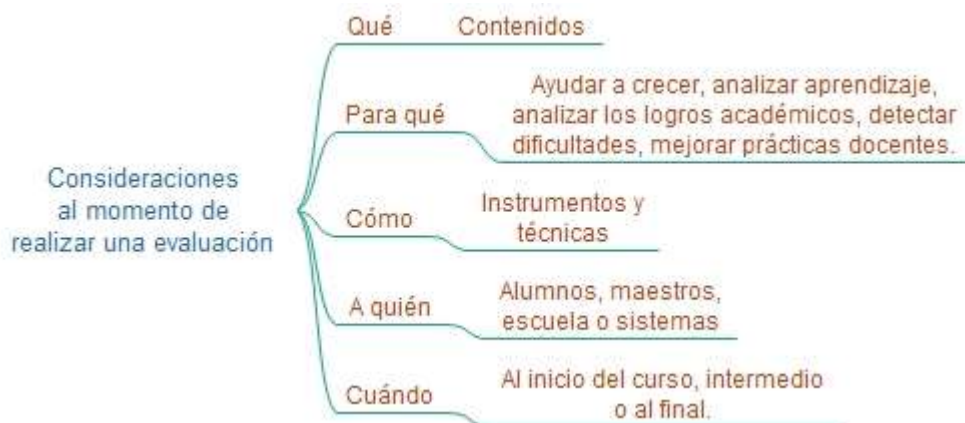 Consideraciones
al momento de
realizar una evaluación
Qué
Contenidos
Para qué
Ayudar a crecer, analizar aprendizaje,
analizar los logros académicos, detectar
dificultades, mejorar prácticas docentes.
Cómo
Instrumentos y
técnicas
A quién
Alumnos, maestros,
escuela o sistemas
Cuándo
Al inicio del curso, intermedio
o al final.